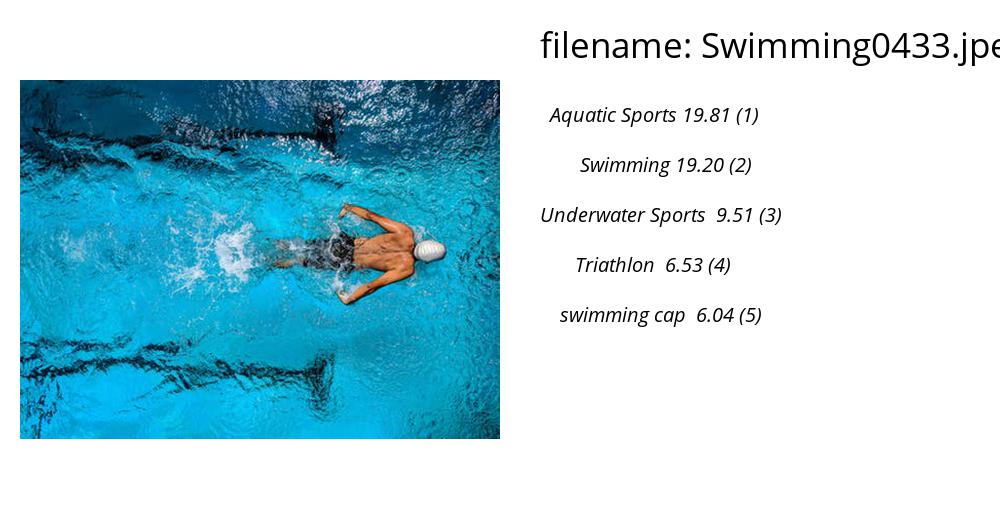 filename: Swimming0433.jpe
Aquatic Sports 19.81 (1)
Swimming 19.20 (2)
Underwater Sports 9.51 (3)
Triathlon 6.53 (4)
swimming cap 6.04 (5)